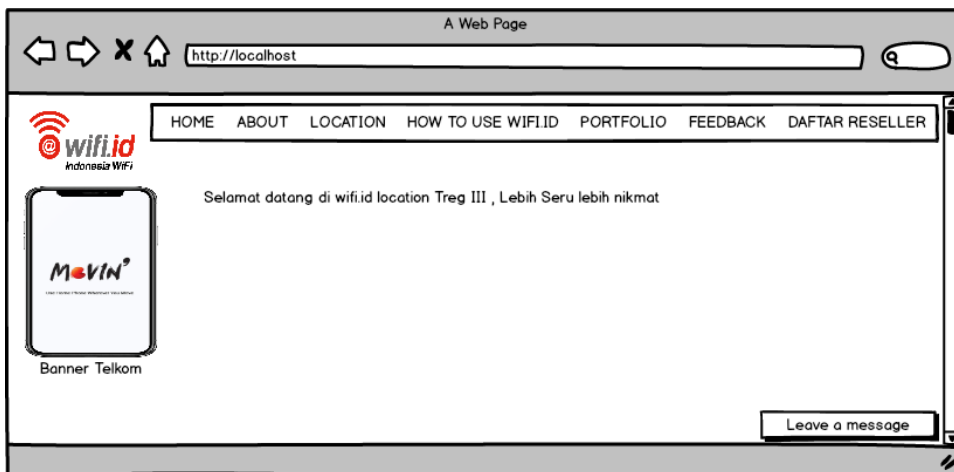 A Web Page
http://localhost
@ wifi.id
Indonesia WiFi
HOME ABOUT LOCATION HOW TO USE WIFI.ID PORTFOLIO FEEDBACK DAFTAR RESELLER
Selamat datang di wifi.id location Treg III , Lebih Seru lebih nikmat
MOVIN'
Banner Telkom
Leave a message